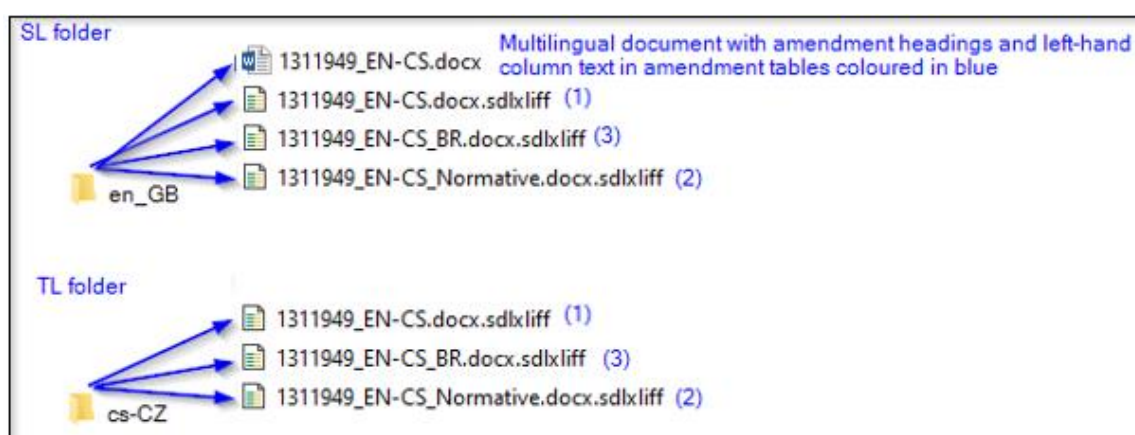 SL folder
1311949_EN-CS.docx
Multilingual document with amendment headings and left-hand
column text in amendment tables coloured in blue
1311949_EN-CS.docx.sdlxliff (1)
1311949_EN-CS_BR.docx.sdlxliff (3)
1311949_EN-CS_Normative.docx.sdlxliff (2)
en_GB
TL folder
1311949_EN-CS.docx.sdlxliff (1)
1311949_EN-CS_BR.docx.sdlxliff (3)
1311949_EN-CS_Normative.docx.sdlxliff (2)
cs-CZ